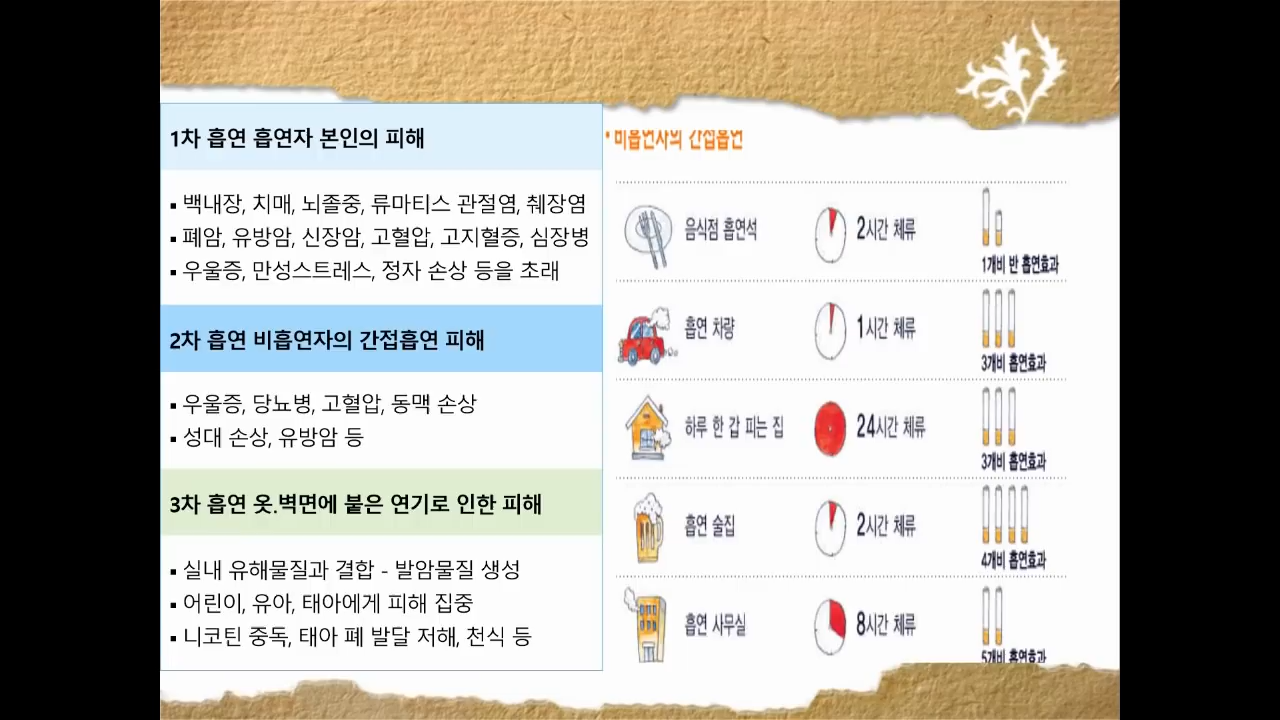 1차 흡연 흡연자 본인의 피해
▪ 백내장, 치매, 뇌졸중, 류마티스 관절염, 췌장염
▪ 폐암, 유방암, 신장암, 고혈압, 고지혈증, 심장병
▪ 우울증, 만성스트레스, 정자 손상 등을 초래
2차 흡연 비흡연자의 간접흡연 피해
▪ 우울증, 당뇨병, 고혈압, 동맥 손상
▪ 성대 손상, 유방암 등
3차 흡연 옷.벽면에 붙은 연기로 인한 피해
▪ 실내 유해물질과 결합 - 발암물질 생성
▪ 어린이, 유아, 태아에게 피해 집중
▪ 니코틴 중독, 태아 폐 발달 저해, 천식 등
• 비흡연자의 간접흡연
음식점 흡연석 2시간 체류
1개비 반 흡연효과
흡연 차량 1시간 체류
3개비 흡연효과
하루 한 갑 피는 집 24시간 체류
3개비 흡연효과
흡연 술집 2시간 체류
4개비 흡연효과
흡연 사무실 8시간 체류
5개비 흡연효과